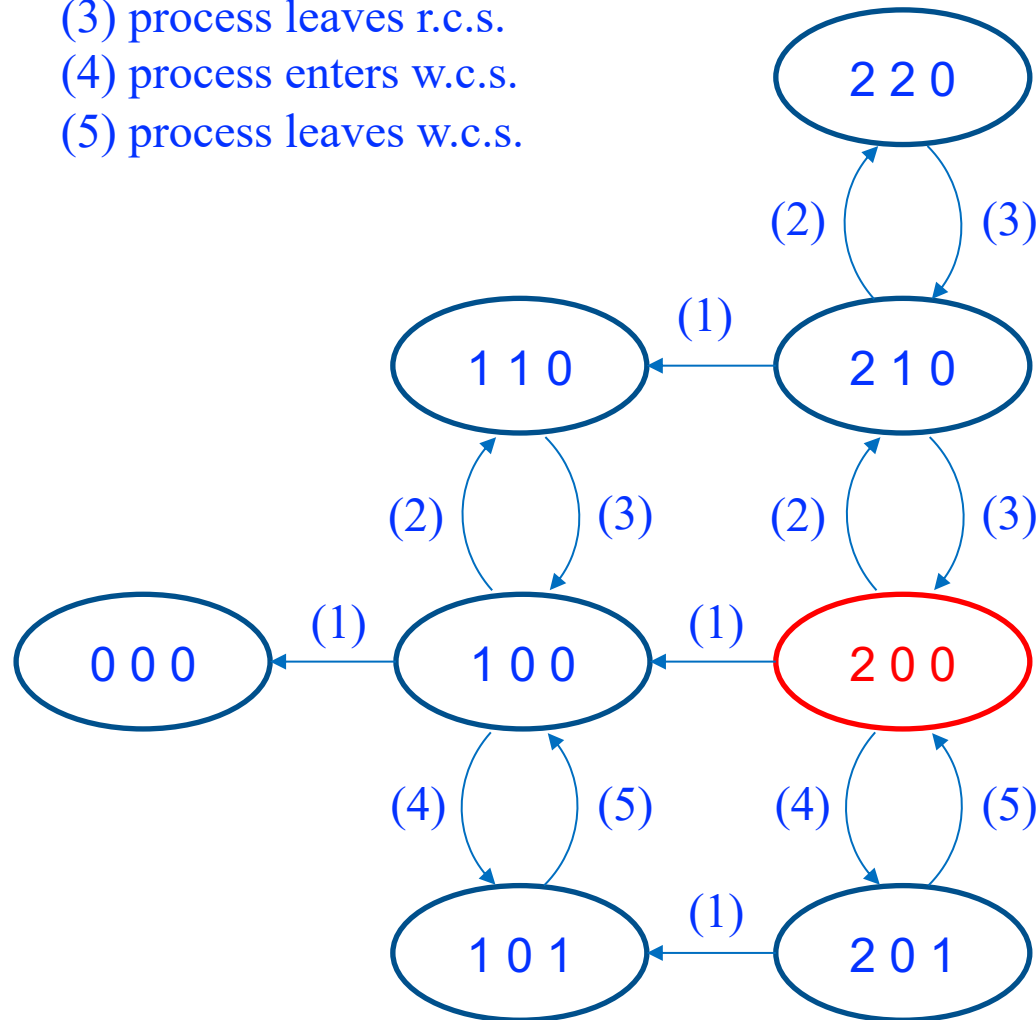 (3) process leaves r.c.s.
(4) process enters w.c.s.
(5) process leaves w.c.s.
2 2 0
(2) (3)
(1)
1 1 0 2 1 0
(2) (3) (2) (3)
(1) (1)
0 0 0 1 0 0 2 0 0
(4) (5) (4) (5)
(1)
1 0 1 2 0 1